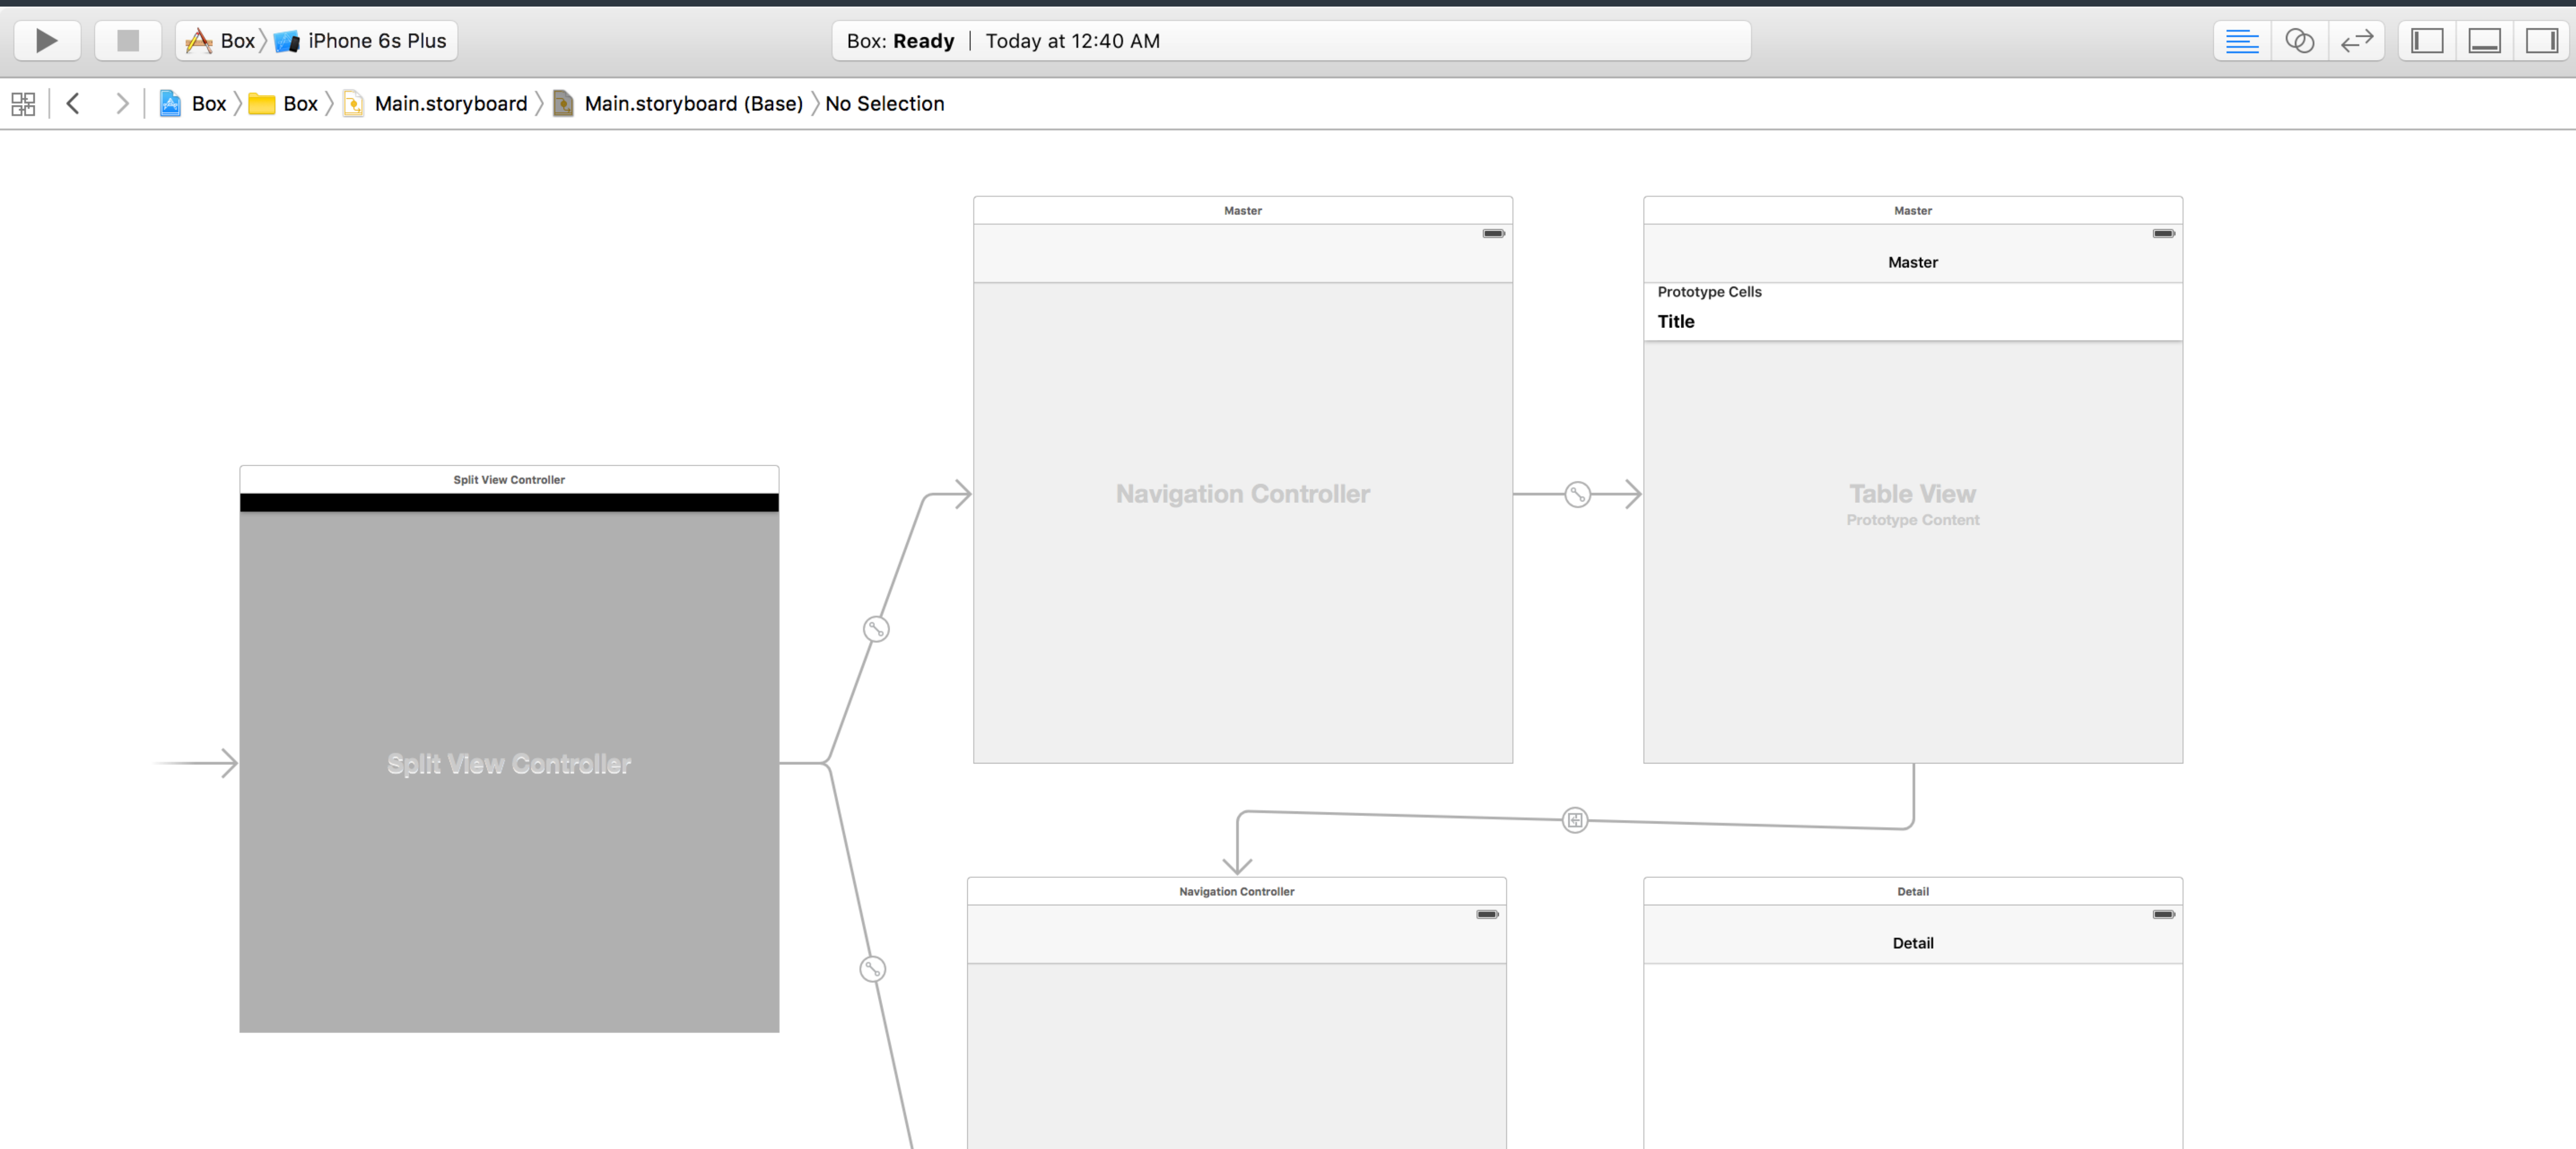 Box iPhone 6s Plus
Box: Ready | Today at 12:40 AM
Box Box Main.storyboard Main.storyboard (Base) No Selection
Master
Master
Master
Prototype Cells
Title
Split View Controller
Navigation Controller
Table View
Prototype Content
Split View Controller
Navigation Controller
Detail
Detail